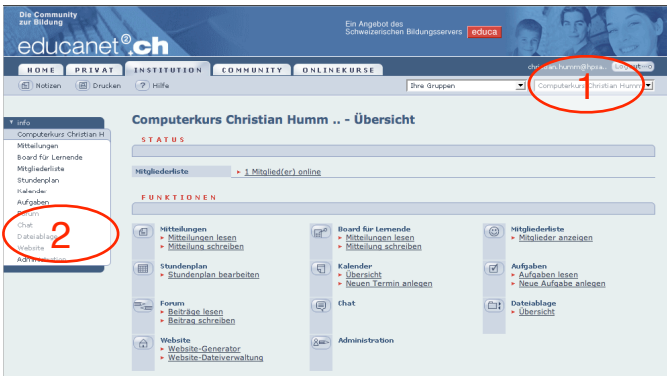 Die Community
zur Bildung
educanet².ch
Ein Angebot des
Schweizerischen Bildungsservers educa
HOME PRIVAT INSTITUTION COMMUNITY ONLINEKURSE
Notizen Drucken ? Hilfe
Ihre Gruppen
Computerkurs Christian Humm
1
info
Computerkurs Christian H
Mitteilungen
Board für Lernende
Mitgliederliste
Stundenplan
Kalender
Aufgaben
Forum
Chat
Dateiablage
Website
Administration
2
Computerkurs Christian Humm .. - Übersicht
STATUS
Mitgliederliste 1 Mitglied(er) online
FUNKTIONEN
Mitteilungen
Mitteilungen lesen
Mitteilung schreiben
Board für Lernende
Mitteilungen lesen
Mitteilung schreiben
Mitgliederliste
Mitglieder anzeigen
Stundenplan
Stundenplan bearbeiten
Kalender
Übersicht
Neuen Termin anlegen
Aufgaben
Aufgaben lesen
Neue Aufgabe anlegen
Forum
Beiträge lesen
Beitrag schreiben
Chat
Dateiablage
Übersicht
Website
Website-Generator
Website-Dateiverwaltung
Administration